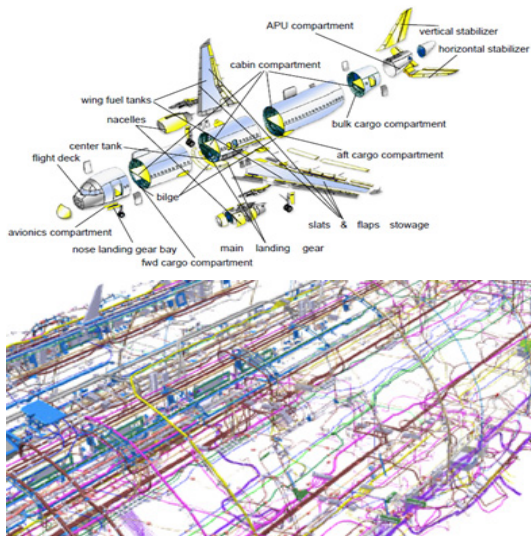 APU compartment
vertical stabilizer
horizontal stabilizer
cabin compartment
wing fuel tanks
bulk cargo compartment
nacelles
center tank
aft cargo compartment
flight deck
bilge
avionics compartment
slats & flaps stowage
nose landing gear bay
main landing gear
fwd cargo compartment